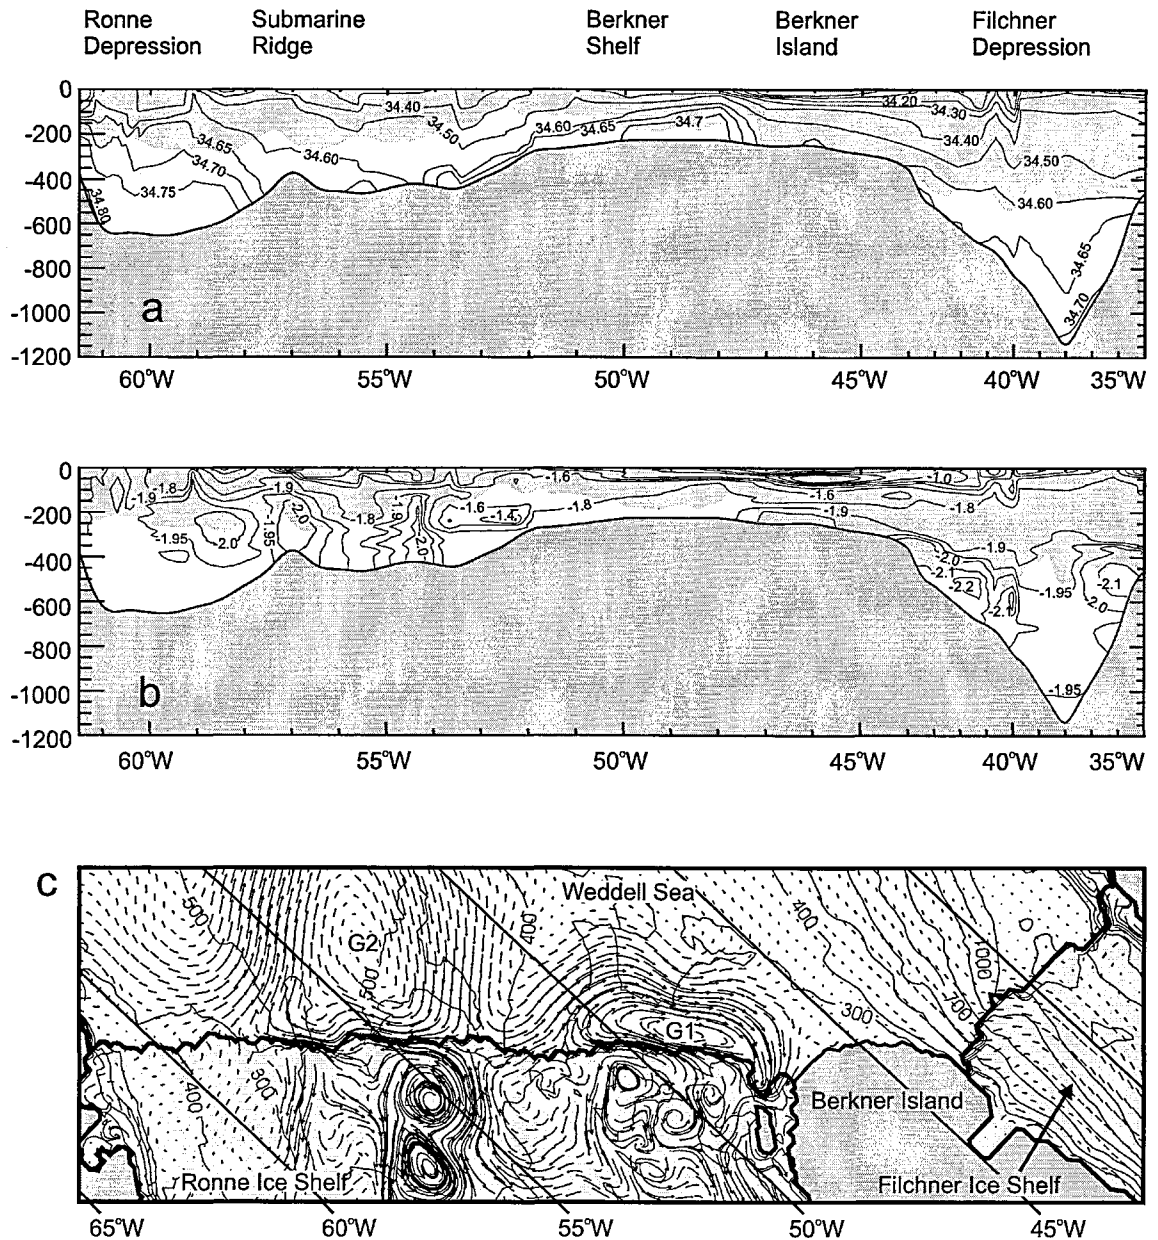 Ronne Depression
Submarine Ridge
Berkner Shelf
Berkner Island
Filchner Depression
0
-200
-400
-600
-800
-1000
-1200
34.80
34.75
34.70
34.65
34.60
34.40
34.50
34.60
34.65
34.7
34.20
34.30
34.40
34.50
34.60
34.65
34.70
a
60°W
55°W
50°W
45°W
40°W
35°W
0
-200
-400
-600
-800
-1000
-1200
-1.9
-1.8
-1.95
-2.0
-1.9
-1.95
-2.0
-1.8
-1.9
-2.0
-1.6
-1.4
-1.6
-1.8
-1.0
-1.6
-1.9
-1.8
-1.9
-2.0
-2.1
-2.2
-2.1
-1.95
-2.1
-2.0
-1.95
b
60°W
55°W
50°W
45°W
40°W
35°W
c
Weddell Sea
500
G2
500
400
400
1000
700
300
G1
400
300
Berkner Island
Ronne Ice Shelf
Filchner Ice Shelf
65°W
60°W
55°W
50°W
45°W